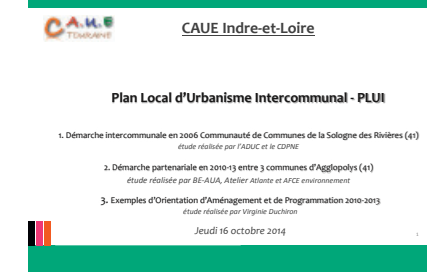 C A.U.E
TOURAINE
CAUE Indre-et-Loire
Plan Local d'Urbanisme Intercommunal - PLUI
1. Démarche intercommunale en 2006 Communauté de Communes de la Sologne des Rivières (41)
étude réalisée par l'ADUC et le CDPNE
2. Démarche partenariale en 2010-13 entre 3 communes d'Agglopolys (41)
étude réalisée par BE-AUA, Atelier Atlante et AFCE environnement
3. Exemples d'Orientation d'Aménagement et de Programmation 2010-2013
étude réalisée par Virginie Duchiron
Jeudi 16 octobre 2014